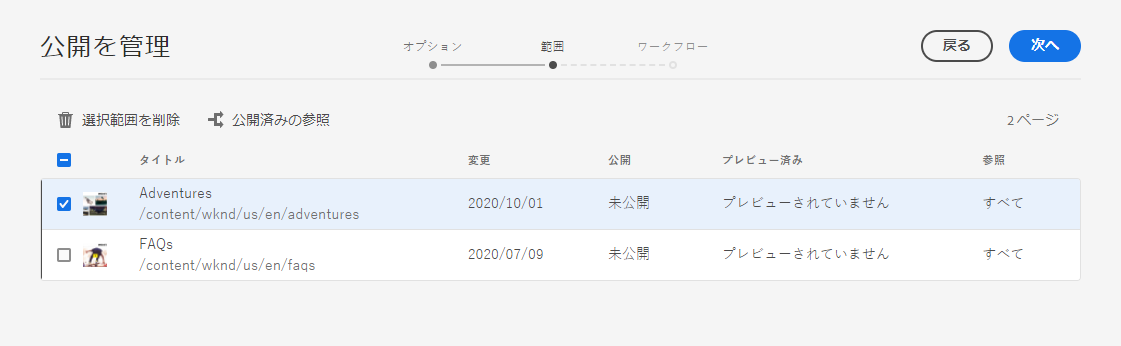 公開を管理
オプション 範囲 ワークフロー
戻る 次へ
選択範囲を削除 公開済みの参照 2 ページ
タイトル 変更 公開 プレビュー済み 参照
Adventures
/content/wknd/us/en/adventures 2020/10/01 未公開 プレビューされていません すべて
FAQs
/content/wknd/us/en/faqs 2020/07/09 未公開 プレビューされていません すべて